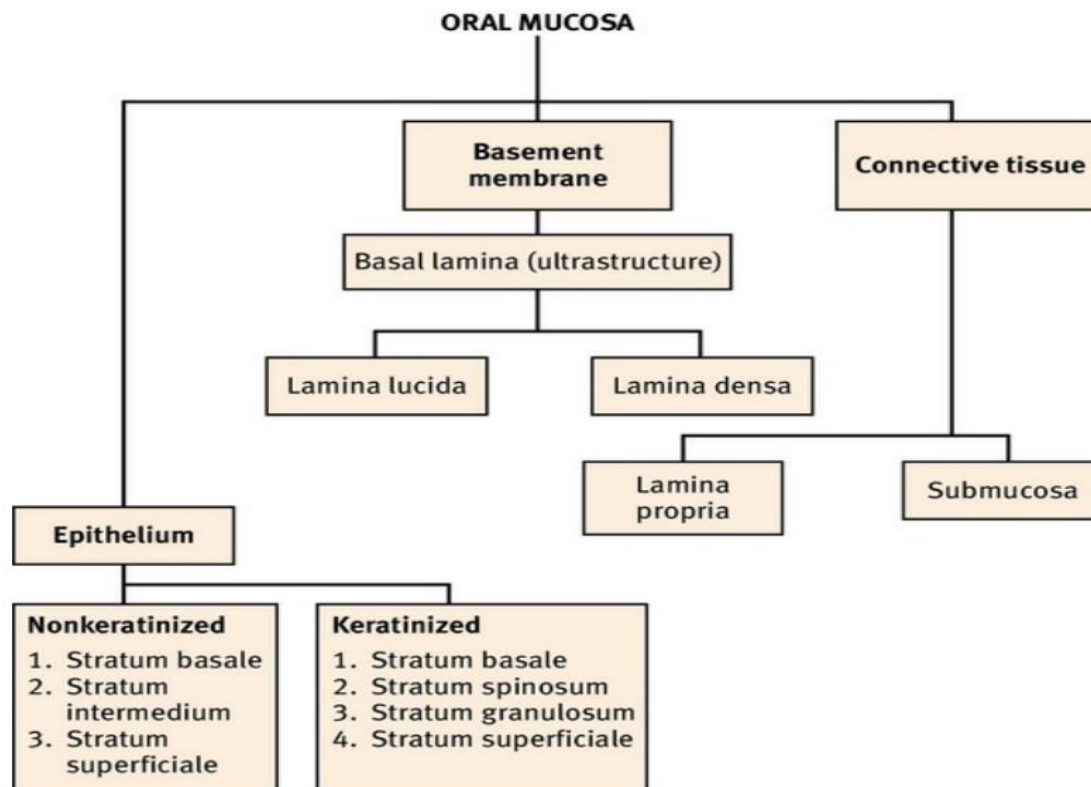 ORAL MUCOSA
Basement
membrane
Connective tissue
Basal lamina (ultrastructure)
Lamina lucida
Lamina densa
Lamina
propria
Submucosa
Epithelium
Nonkeratinized
1. Stratum basale
2. Stratum
intermedium
3. Stratum
superficiale
Keratinized
1. Stratum basale
2. Stratum spinosum
3. Stratum granulosum
4. Stratum superficiale